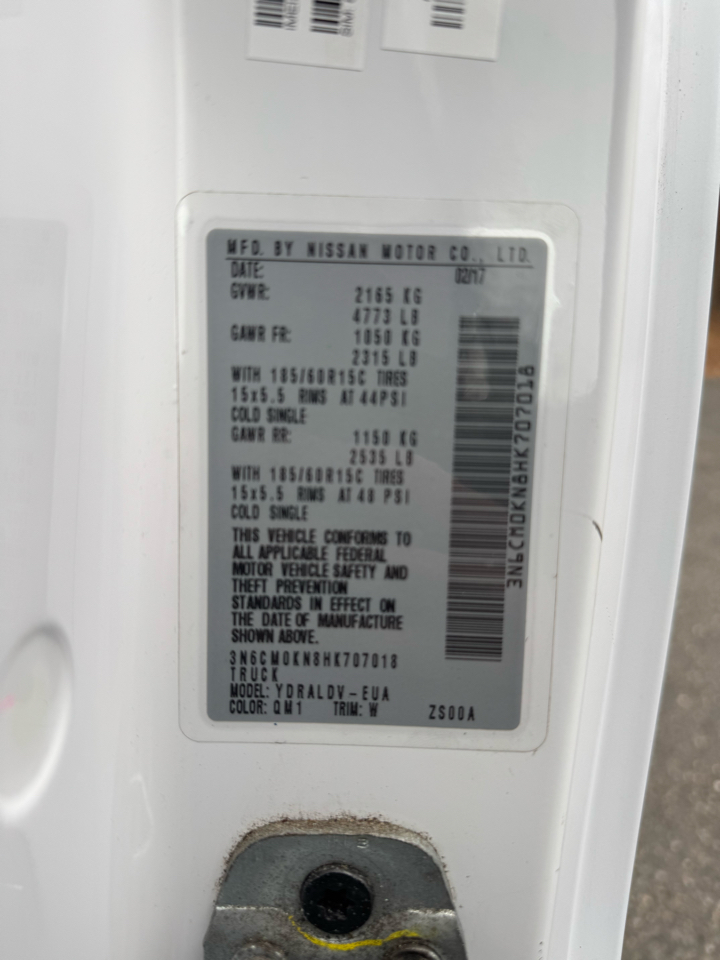 MFD. BY NISSAN MOTOR CO., LTD.
DATE: 02/17
GVWR: 2165 KG
4773 LB
GAWR FR: 1050 KG
2315 LB
WITH 185/60R15C TIRES
15x5.5 RIMS AT 44PSI
COLD SINGLE
GAWR RR: 1150 KG
2535 LB
WITH 185/60R15C TIRES
15x5.5 RIMS AT 48 PSI
COLD SINGLE
THIS VEHICLE CONFORMS TO
ALL APPLICABLE FEDERAL
MOTOR VEHICLE SAFETY AND
THEFT PREVENTION
STANDARDS IN EFFECT ON
THE DATE OF MANUFACTURE
SHOWN ABOVE.
3N6CM0KN8HK707018
TRUCK
MODEL: YDRALDV-EUA
COLOR: QM1 TRIM: W ZS00A
3N6CM0KN8HK707018